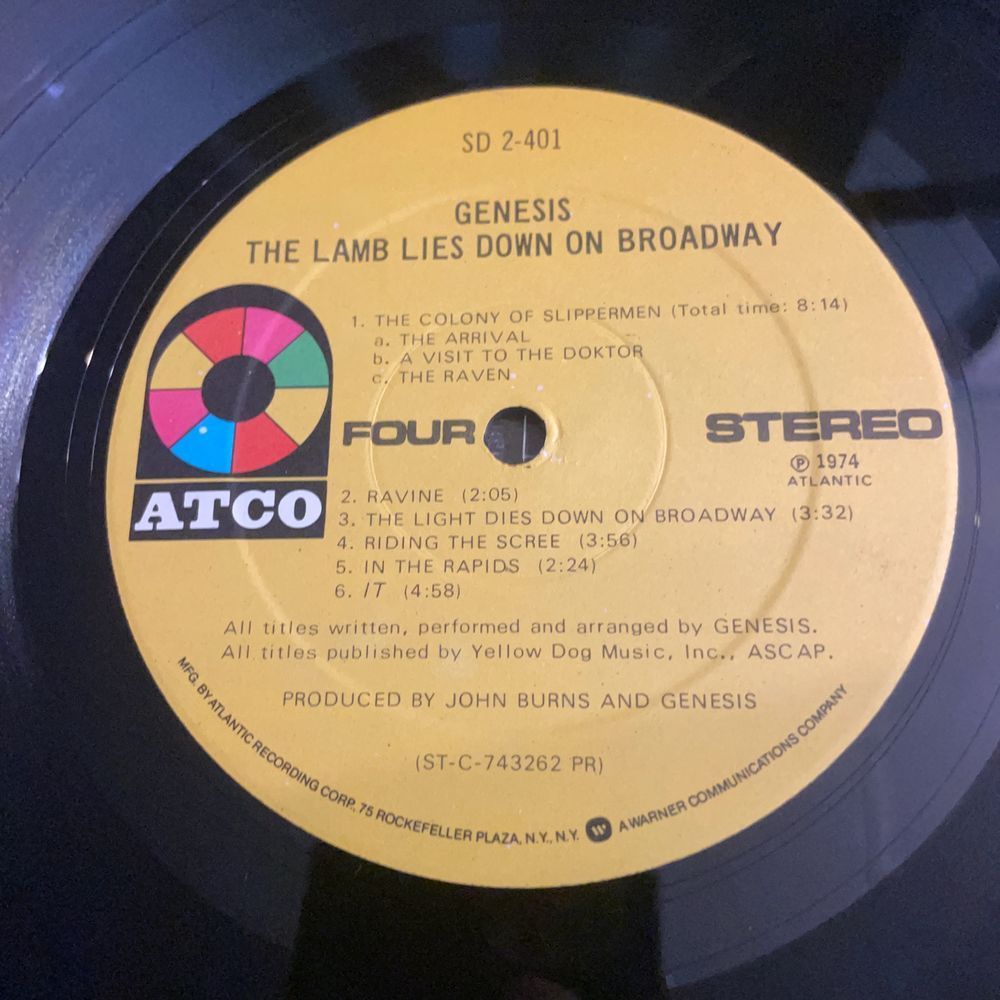 SD 2-401
GENESIS
THE LAMB LIES DOWN ON BROADWAY
1. THE COLONY OF SLIPPERMEN (Total time: 8:14)
a. THE ARRIVAL
b. A VISIT TO THE DOKTOR
c. THE RAVEN
FOUR
STEREO
℗ 1974
ATLANTIC
ATCO
2. RAVINE (2:05)
3. THE LIGHT DIES DOWN ON BROADWAY (3:32)
4. RIDING THE SCREE (3:56)
5. IN THE RAPIDS (2:24)
6. IT (4:58)
All titles written, performed and arranged by GENESIS.
All titles published by Yellow Dog Music, Inc., ASCAP.
PRODUCED BY JOHN BURNS AND GENESIS
(ST-C-743262 PR)
MFG. BY ATLANTIC RECORDING CORP., 75 ROCKEFELLER PLAZA, N.Y., N.Y. W A WARNER COMMUNICATIONS COMPANY